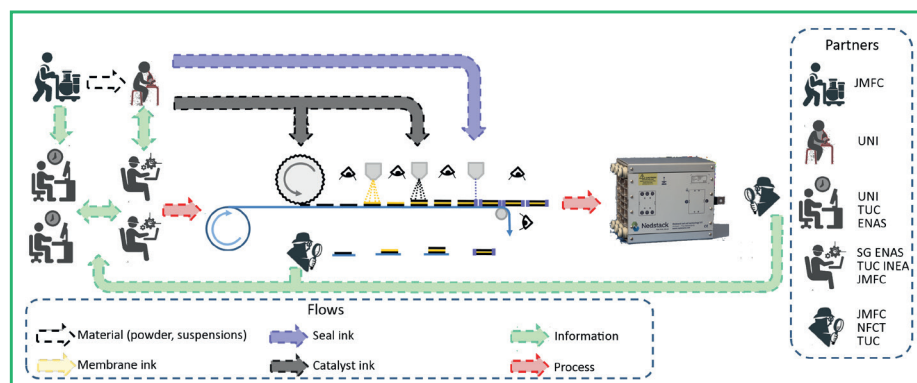 Partners
JMFC
UNI
UNI
TUC
ENAS
SG ENAS
TUC INEA
JMFC
JMFC
NFCT
TUC
Nedstack
Flows
Material (powder, suspensions)
Seal ink
Information
Membrane ink
Catalyst ink
Process